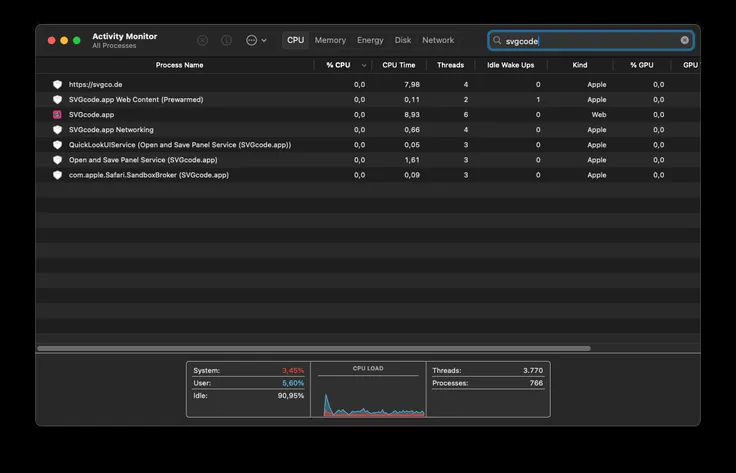 Activity Monitor
All Processes
CPU Memory Energy Disk Network
svgcode
Process Name % CPU CPU Time Threads Idle Wake Ups Kind % GPU GPU
https://svgco.de 0,0 7,98 4 0 Apple 0,0
SVGcode.app Web Content (Prewarmed) 0,0 0,11 2 1 Apple 0,0
SVGcode.app 0,0 8,93 6 0 Web 0,0
SVGcode.app Networking 0,0 0,66 4 0 Apple 0,0
QuickLookUIService (Open and Save Panel Service (SVGcode.app)) 0,0 0,05 3 0 Apple 0,0
Open and Save Panel Service (SVGcode.app) 0,0 1,61 3 0 Apple 0,0
com.apple.Safari.SandboxBroker (SVGcode.app) 0,0 0,09 3 0 Apple 0,0
System: 3,45% CPU LOAD Threads: 3.770
User: 5,60% Processes: 766
Idle: 90,95%